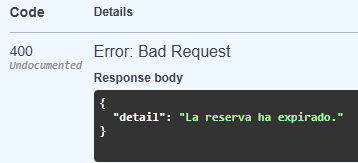 Code Details
400 Error: Bad Request
Undocumented
Response body
{
"detail": "La reserva ha expirado."
}